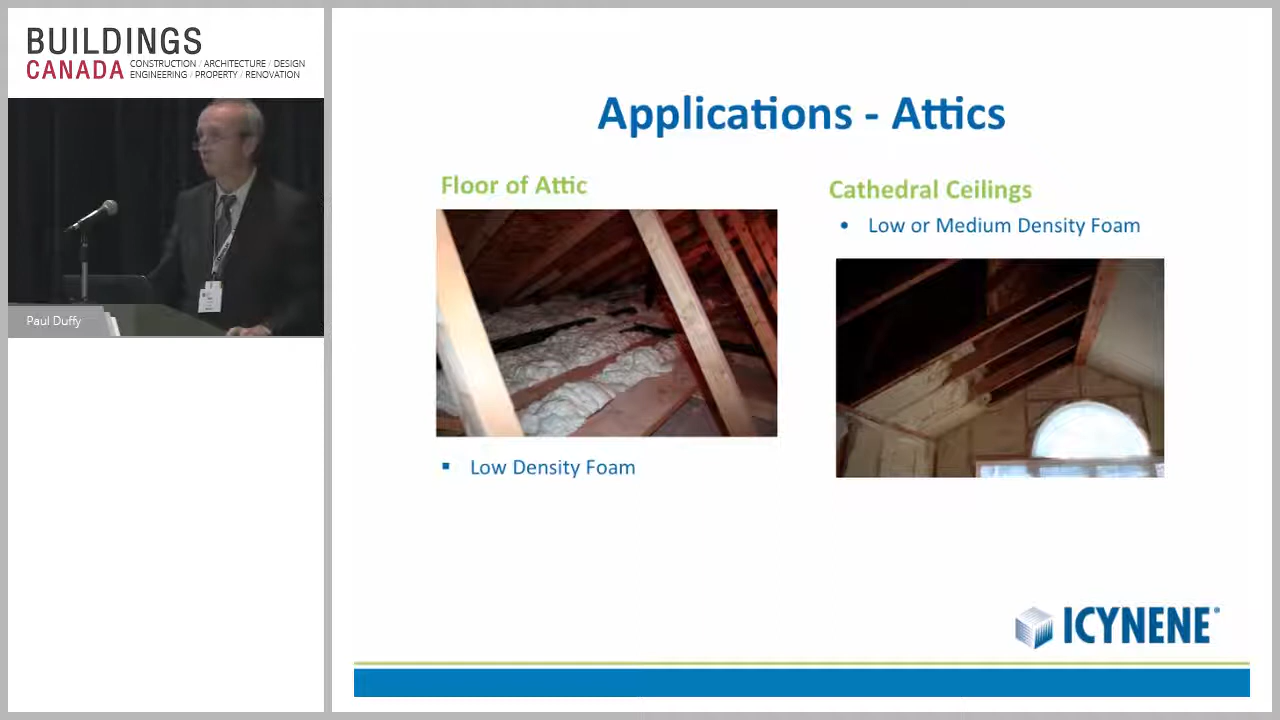 BUILDINGS
CANADA CONSTRUCTION / ARCHITECTURE / DESIGN
ENGINEERING / PROPERTY / RENOVATION
Paul Duffy
Applications - Attics
Floor of Attic
Low Density Foam
Cathedral Ceilings
• Low or Medium Density Foam
ICYNENE®